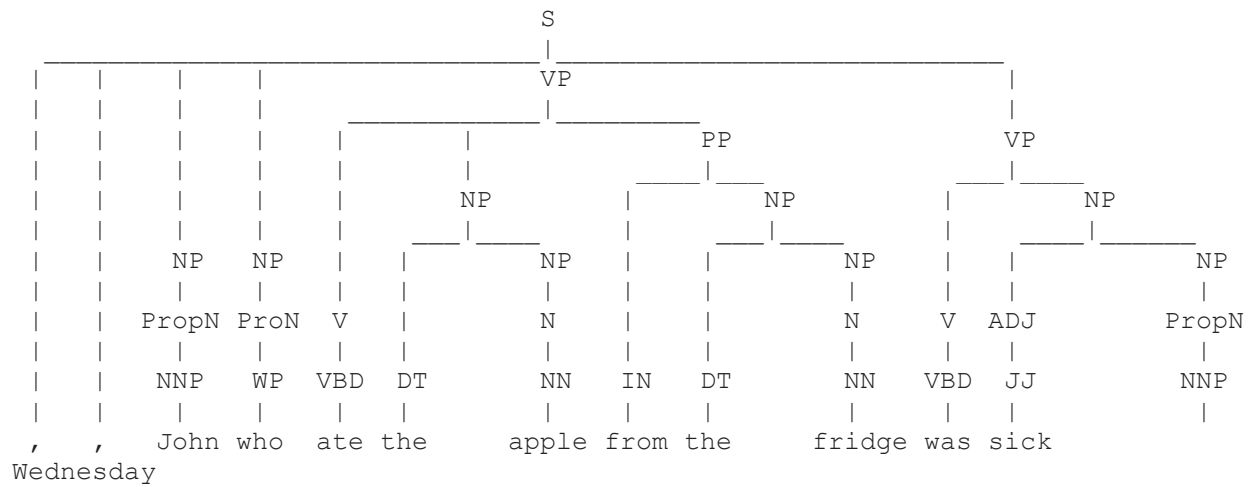 S
VP
PP VP
NP NP NP
NP NP NP NP NP
PropN ProN V N N V ADJ PropN
NNP WP VBD DT NN IN DT NN VBD JJ NNP
, , John who ate the apple from the fridge was sick
Wednesday